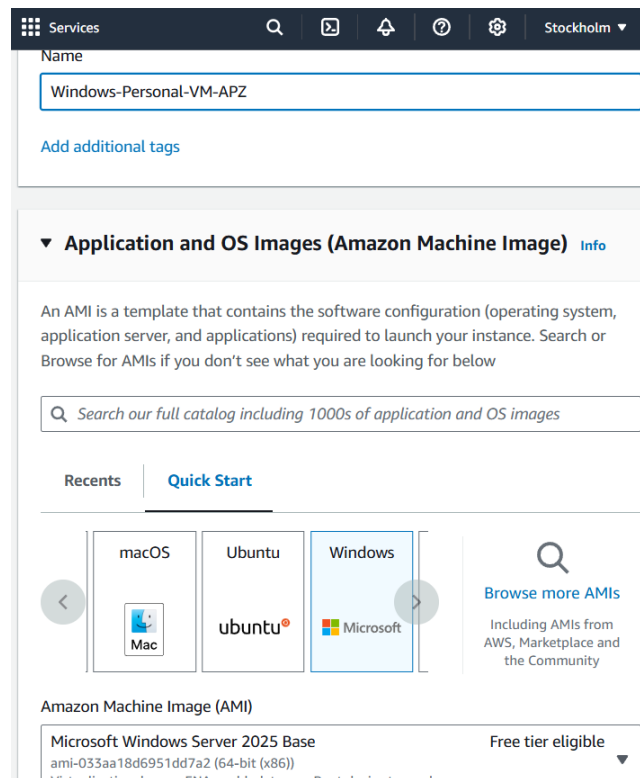 Services
Stockholm
Name
Windows-Personal-VM-APZ
Add additional tags
Application and OS Images (Amazon Machine Image) Info
An AMI is a template that contains the software configuration (operating system,
application server, and applications) required to launch your instance. Search or
Browse for AMIs if you don't see what you are looking for below
Search our full catalog including 1000s of application and OS images
Recents
Quick Start
macOS
Mac
Ubuntu
ubuntu
Windows
Microsoft
Browse more AMIs
Including AMIs from
AWS, Marketplace and
the Community
Amazon Machine Image (AMI)
Microsoft Windows Server 2025 Base
Free tier eligible
ami-033aa18d6951dd7a2 (64-bit (x86))